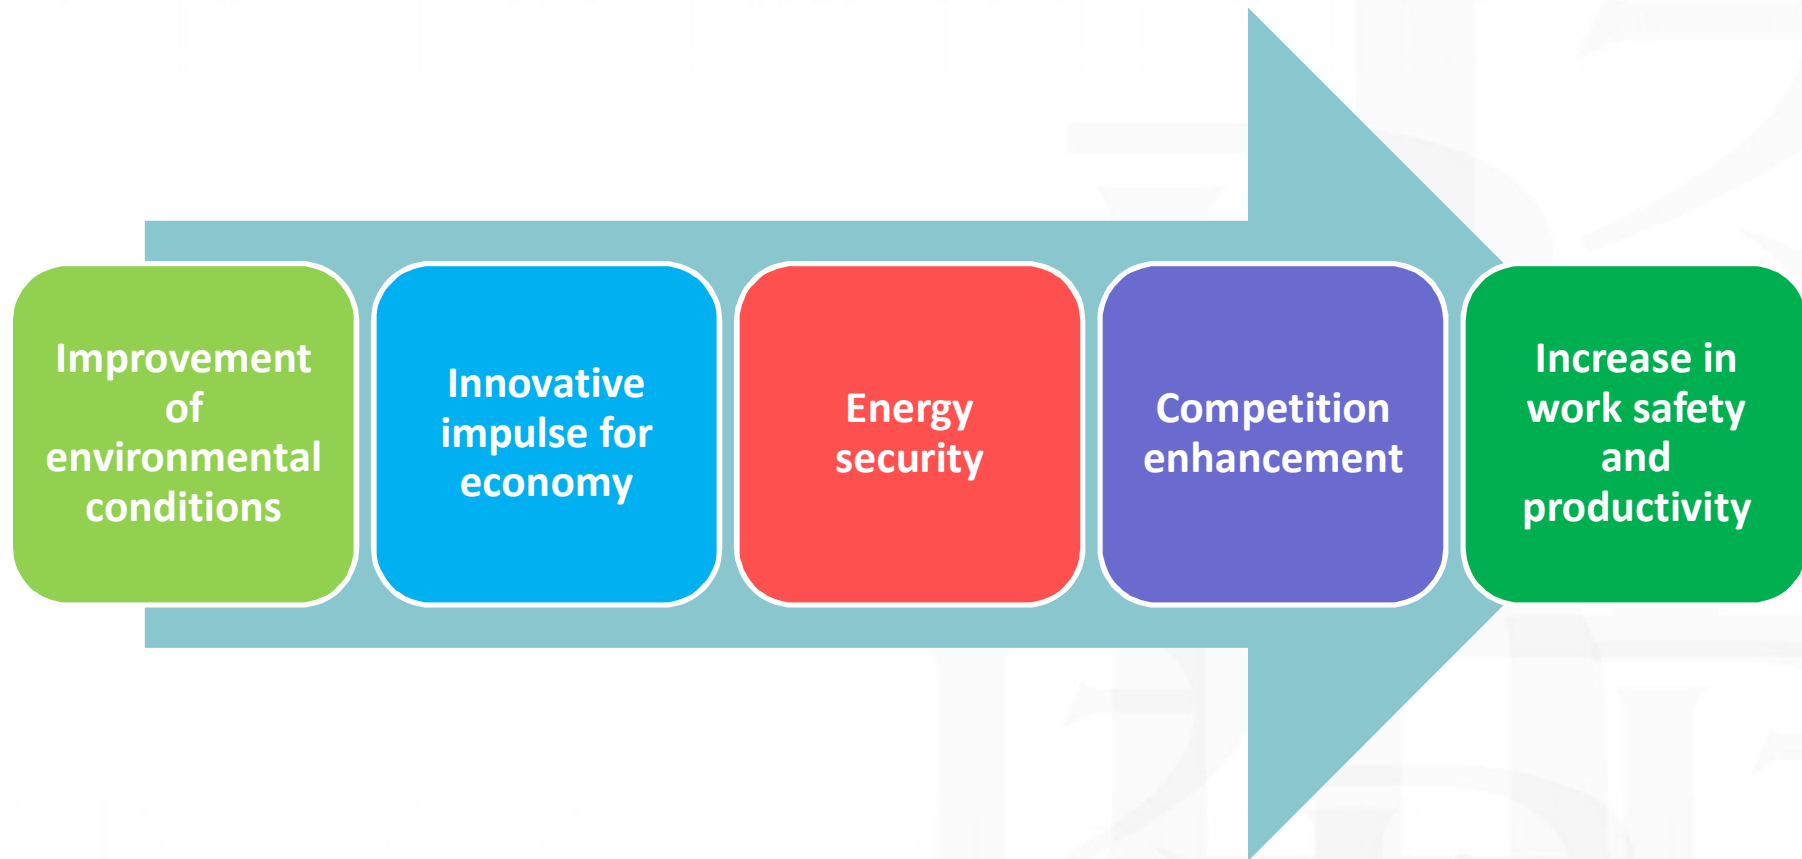 Improvement
of
environmental
conditions
Innovative
impulse for
economy
Energy
security
Competition
enhancement
Increase in
work safety
and
productivity